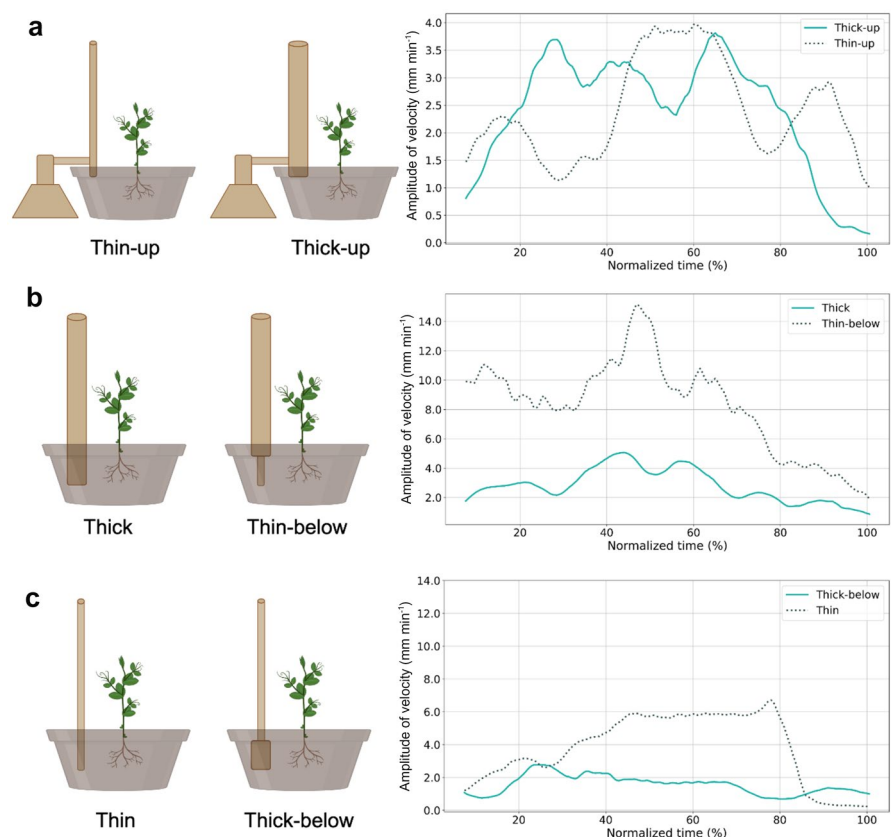 a
Thin-up
Thick-up
Amplitude of velocity (mm min⁻¹)
4.0
3.5
3.0
2.5
2.0
1.5
1.0
0.5
0.0
Thick-up
Thin-up
20
40
60
80
100
Normalized time (%)
b
Thick
Thin-below
Amplitude of velocity (mm min⁻¹)
14.0
12.0
10.0
8.0
6.0
4.0
2.0
Thick
Thin-below
20
40
60
80
100
Normalized time (%)
c
Thin
Thick-below
Amplitude of velocity (mm min⁻¹)
14.0
12.0
10.0
8.0
6.0
4.0
2.0
0.0
Thick-below
Thin
20
40
60
80
100
Normalized time (%)